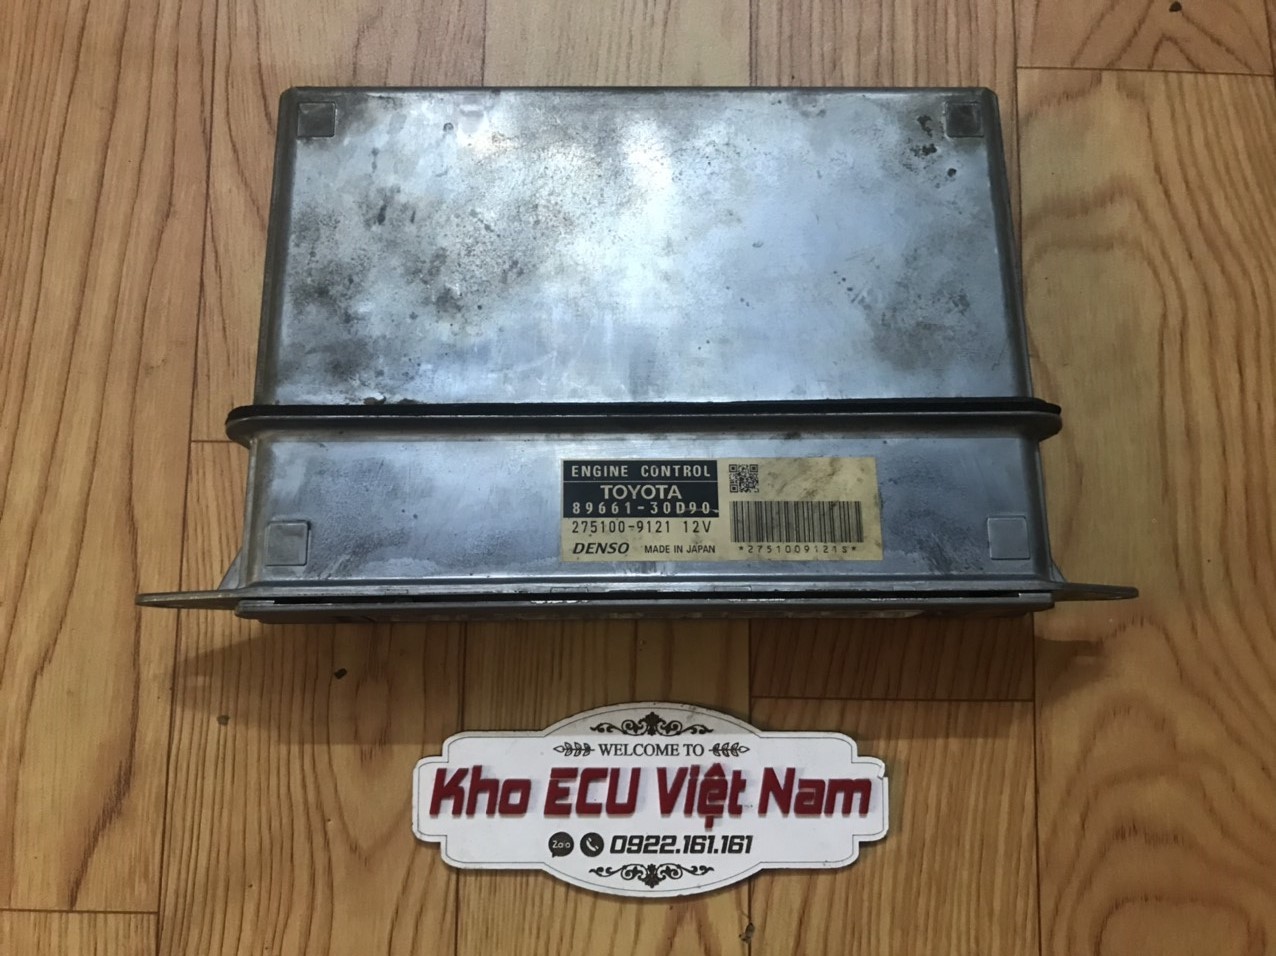 ENGINE CONTROL
TOYOTA
89661-30D90
275100-9121 12V
DENSO MADE IN JAPAN
*2751009121S*
WELCOME TO
Kho ECU Việt Nam
Zalo 0922.161.161